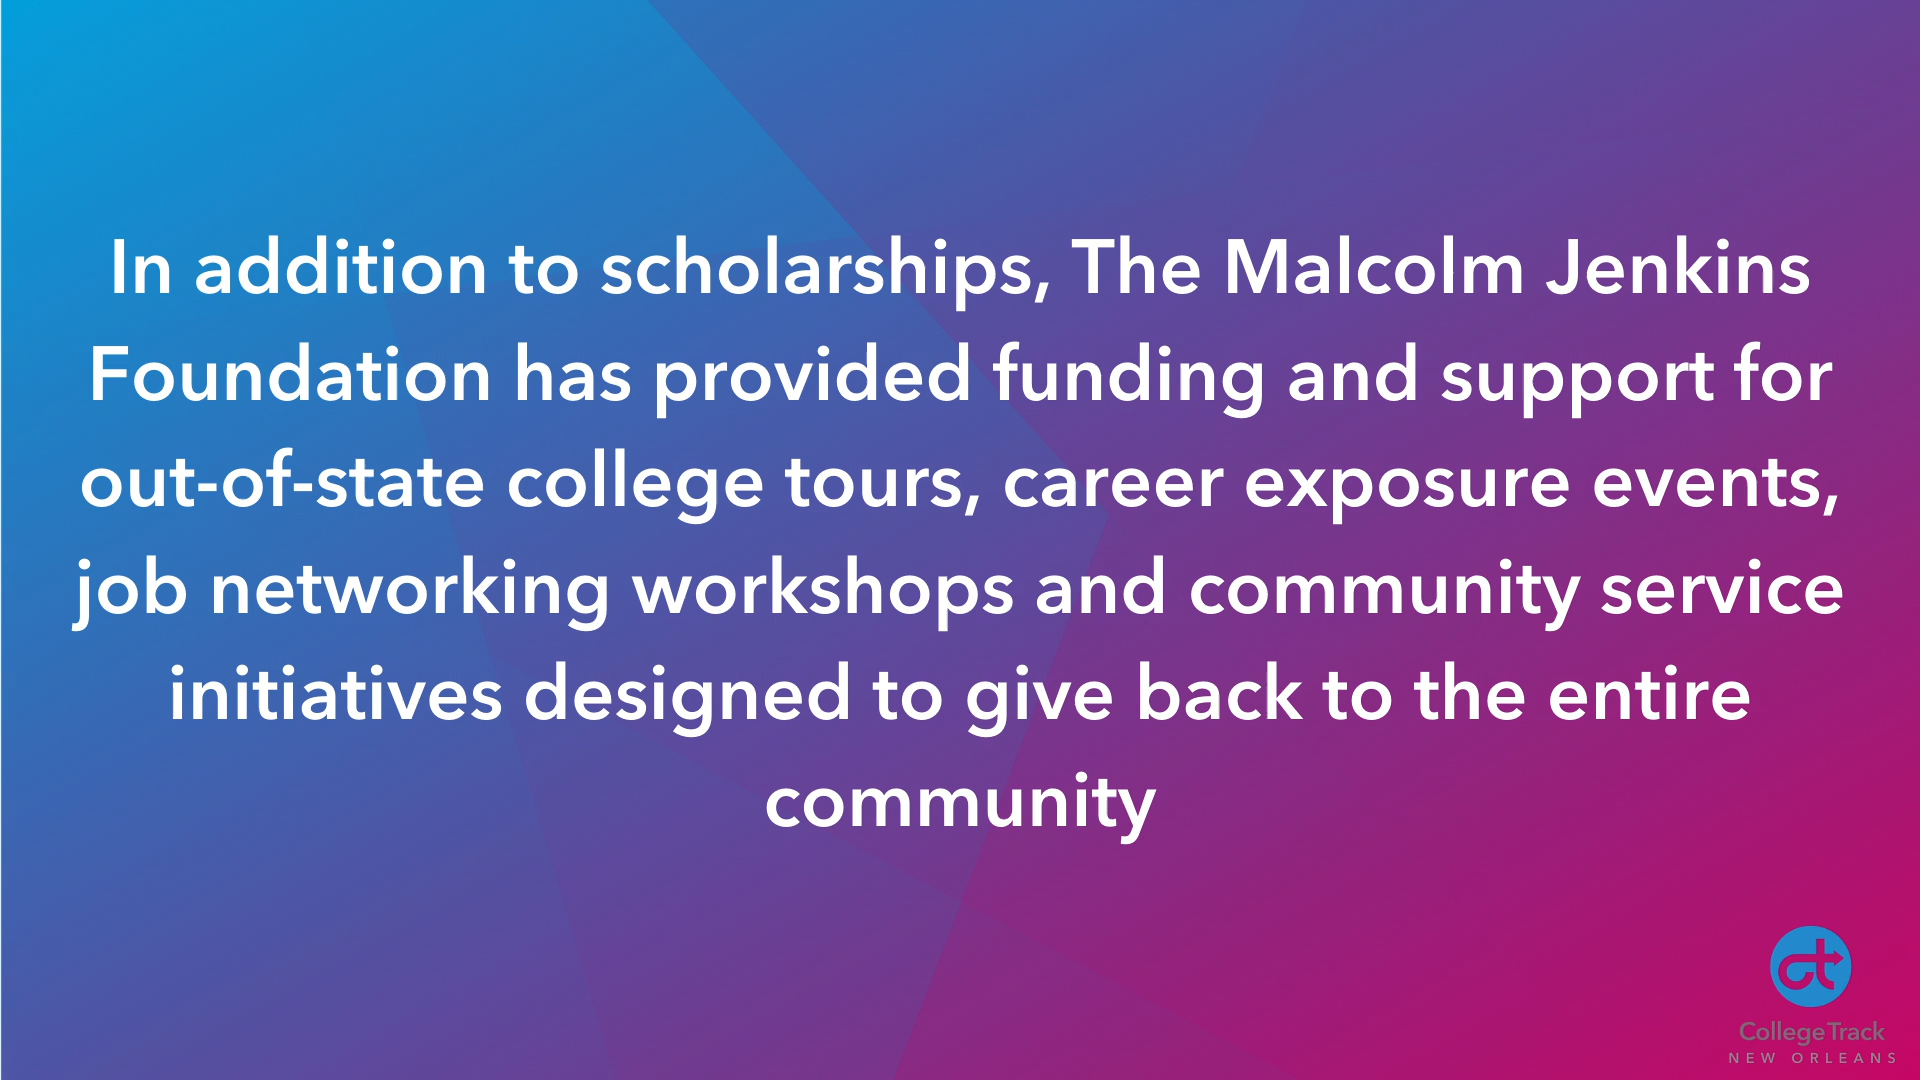 In addition to scholarships, The Malcolm Jenkins
Foundation has provided funding and support for
out-of-state college tours, career exposure events,
job networking workshops and community service
initiatives designed to give back to the entire
community
ct
CollegeTrack
NEW ORLEANS